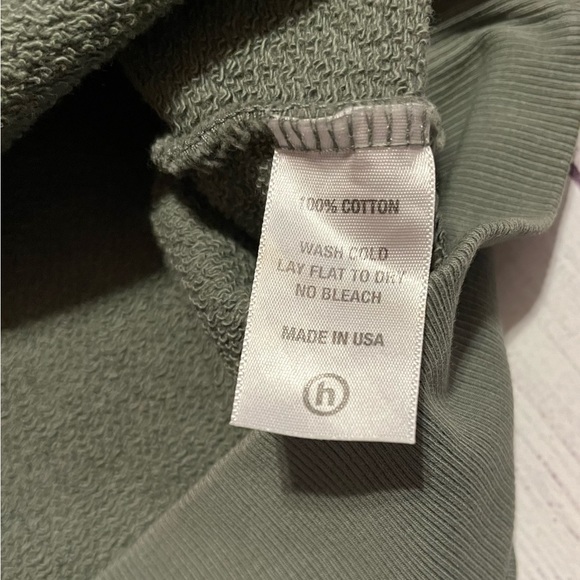 100% COTTON
WASH COLD
LAY FLAT TO DRY
NO BLEACH
MADE IN USA
h